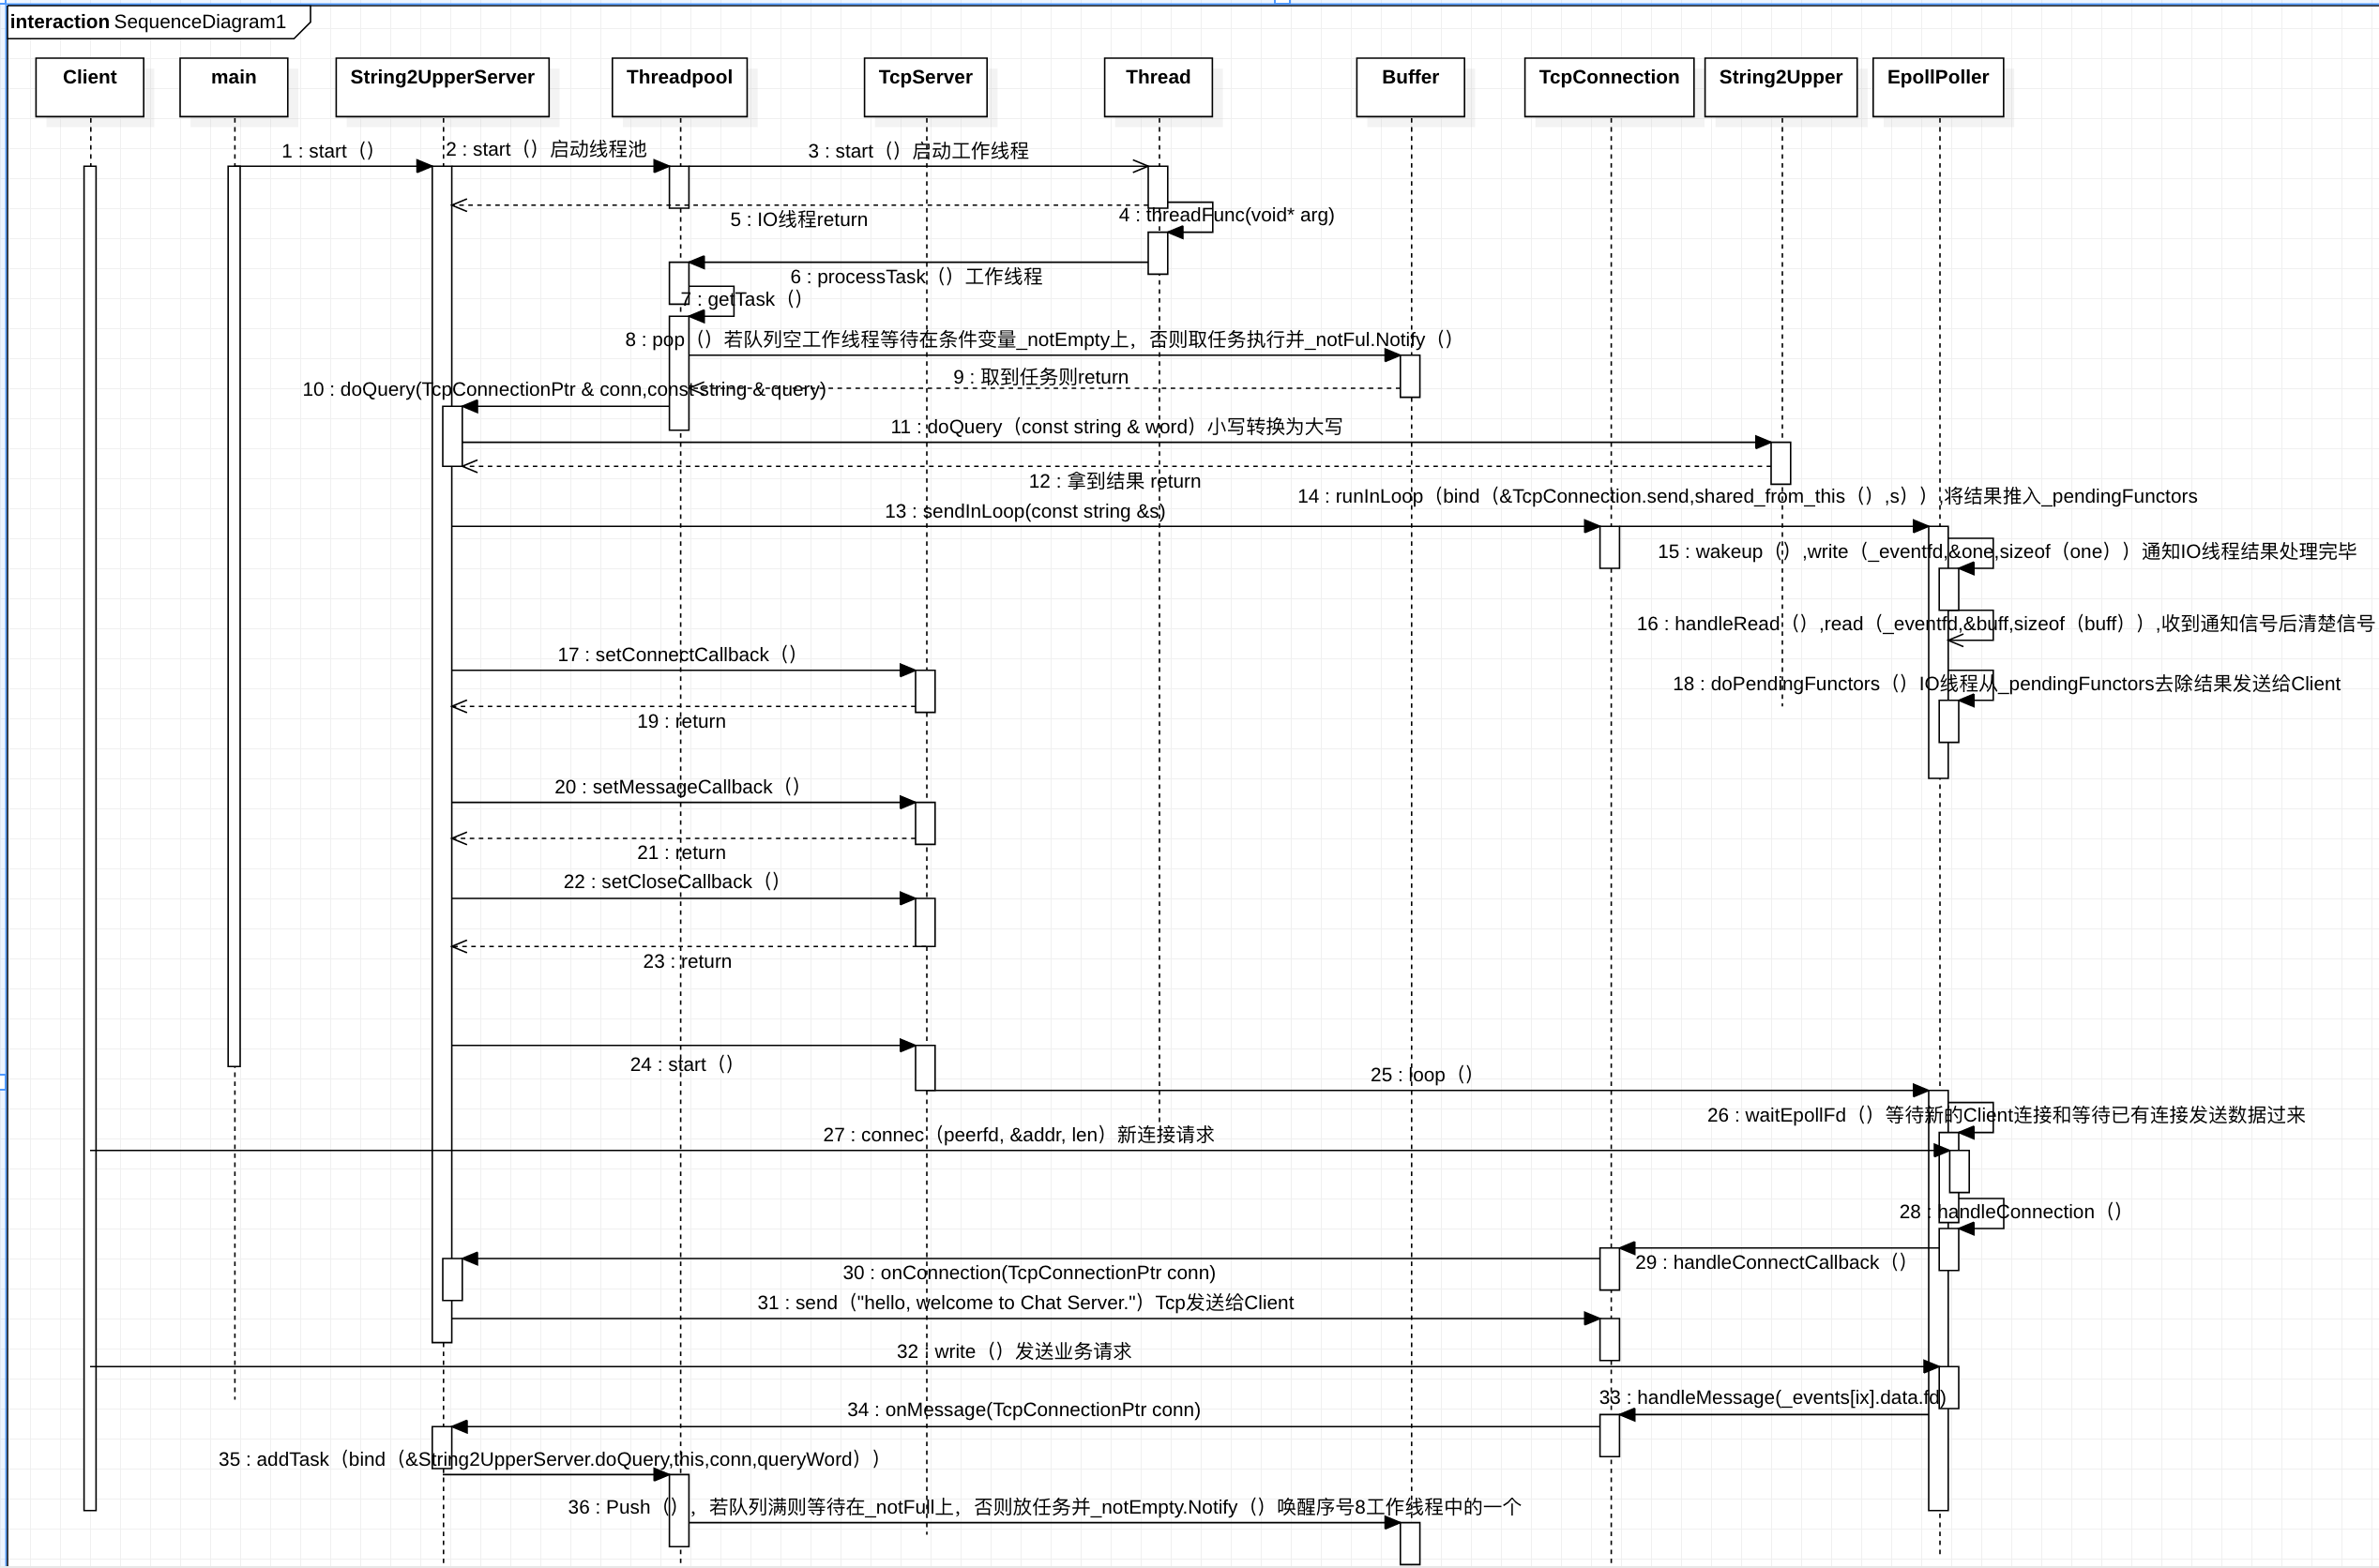 interaction SequenceDiagram1
Client
main
String2UpperServer
Threadpool
TcpServer
Thread
Buffer
TcpConnection
String2Upper
EpollPoller
1 : start（）
2 : start（）启动线程池
3 : start（）启动工作线程
4 : threadFunc(void* arg)
5 : IO线程return
6 : processTask（）工作线程
7 : getTask（）
8 : pop（）若队列空工作线程等待在条件变量_notEmpty上，否则取任务执行并_notFul.Notify（）
9 : 取到任务则return
10 : doQuery(TcpConnectionPtr & conn,const string & query)
11 : doQuery（const string & word）小写转换为大写
12 : 拿到结果 return
13 : sendInLoop(const string &s)
14 : runInLoop（bind（&TcpConnection.send,shared_from_this（）,s））,将结果推入_pendingFunctors
15 : wakeup（）,write（_eventfd,&one,sizeof（one））通知IO线程结果处理完毕
16 : handleRead（）,read（_eventfd,&buff,sizeof（buff））,收到通知信号后清楚信号
17 : setConnectCallback（）
18 : doPendingFunctors（）IO线程从_pendingFunctors去除结果发送给Client
19 : return
20 : setMessageCallback（）
21 : return
22 : setCloseCallback（）
23 : return
24 : start（）
25 : loop（）
26 : waitEpollFd（）等待新的Client连接和等待已有连接发送数据过来
27 : connec（peerfd, &addr, len）新连接请求
28 : handleConnection（）
29 : handleConnectCallback（）
30 : onConnection(TcpConnectionPtr conn)
31 : send（"hello, welcome to Chat Server."）Tcp发送给Client
32 : write（）发送业务请求
33 : handleMessage(_events[ix].data.fd)
34 : onMessage(TcpConnectionPtr conn)
35 : addTask（bind（&String2UpperServer.doQuery,this,conn,queryWord））
36 : Push（），若队列满则等待在_notFull上，否则放任务并_notEmpty.Notify（）唤醒序号8工作线程中的一个